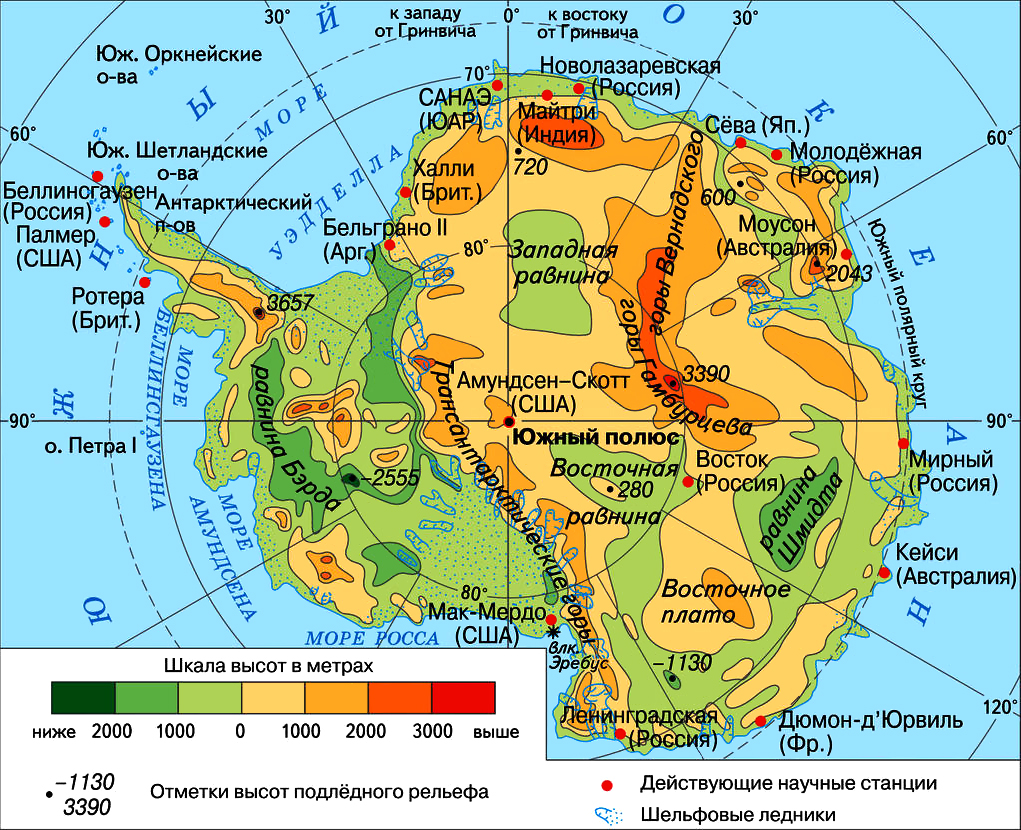 30°
к западу
от Гринвича
0°
к востоку
от Гринвича
30°
ЮЖНЫЙ ОКЕАН
Юж. Оркнейские
о-ва
МОРЕ
УЭДДЕЛЛА
60°
Юж. Шетландские
о-ва
Беллинсгаузен
(Россия)
Антарктический
п-ов
Палмер
(США)
Ротера
(Брит.)
70°
САНАЭ
(ЮАР)
Новолазаревская
(Россия)
Майтри
(Индия)
720
Сёва (Яп.)
60°
Молодёжная
(Россия)
600
Халли
(Брит.)
Бельграно II
(Арг.)
80°
Западная
равнина
горы Вернадского
Моусон
(Австралия)
2043
Южный полярный круг
3657
МОРЕ
БЕЛЛИНСГАУЗЕНА
равнина Бэрда
Трансантарктические горы
горы Гамбурцева
3390
Амундсен–Скотт
(США)
Южный полюс
90°
90°
о. Петра I
–2555
Восточная
равнина
280
Восток
(Россия)
равнина
Шмидта
Мирный
(Россия)
МОРЕ
АМУНДСЕНА
Кейси
(Австралия)
Восточное
плато
80°
Мак-Мердо
(США)
влк.
Эребус
МОРЕ РОССА
–1130
Ленинградская
(Россия)
Дюмон-д’Юрвиль
(Фр.)
120°
Шкала высот в метрах
ниже 2000 1000 0 1000 2000 3000 выше
–1130
3390
Отметки высот подлёдного рельефа
Действующие научные станции
Шельфовые ледники